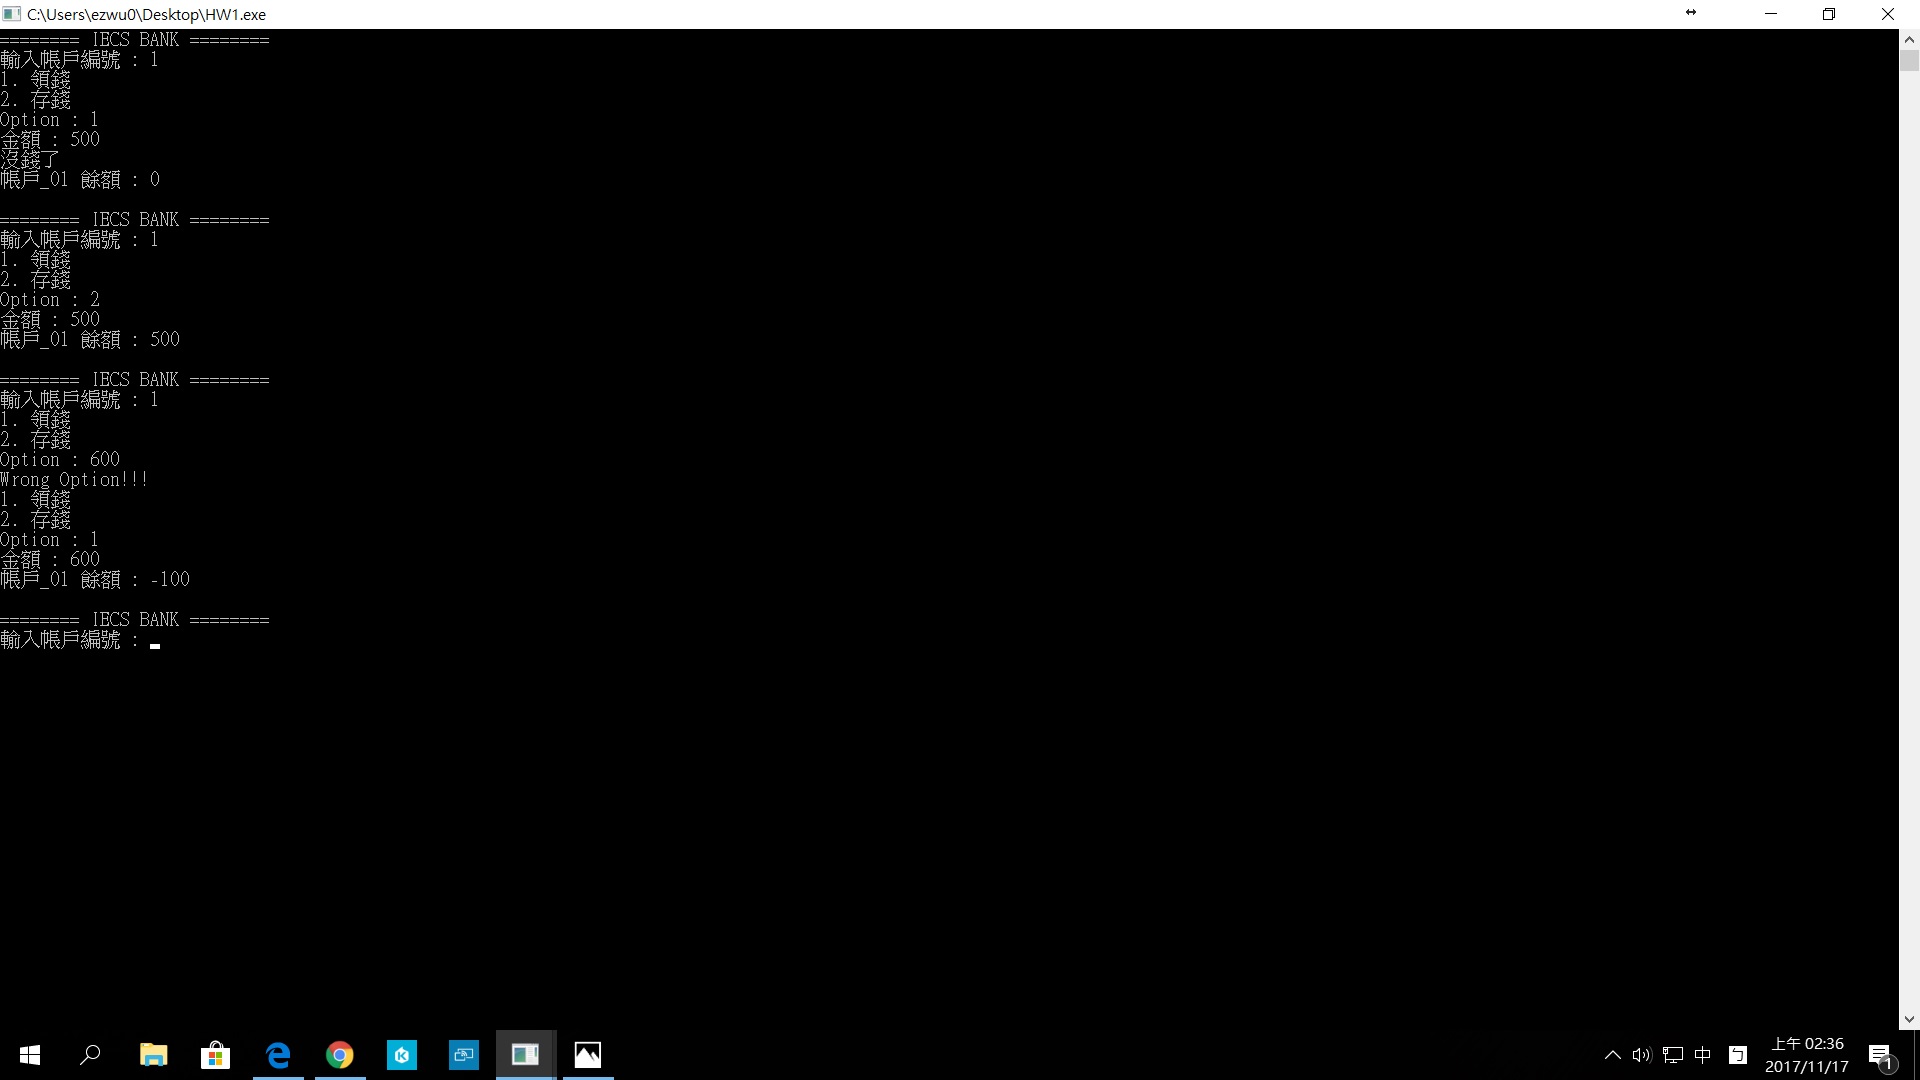 C:\Users\ezwu0\Desktop\HW1.exe
======== IECS BANK ========
輸入帳戶編號 : 1
1. 領錢
2. 存錢
Option : 1
金額 : 500
沒錢了
帳戶_01 餘額 : 0
======== IECS BANK ========
輸入帳戶編號 : 1
1. 領錢
2. 存錢
Option : 2
金額 : 500
帳戶_01 餘額 : 500
======== IECS BANK ========
輸入帳戶編號 : 1
1. 領錢
2. 存錢
Option : 600
Wrong Option!!!
1. 領錢
2. 存錢
Option : 1
金額 : 600
帳戶_01 餘額 : -100
======== IECS BANK ========
輸入帳戶編號 :
中 ㄅ 上午 02:36
2017/11/17
1